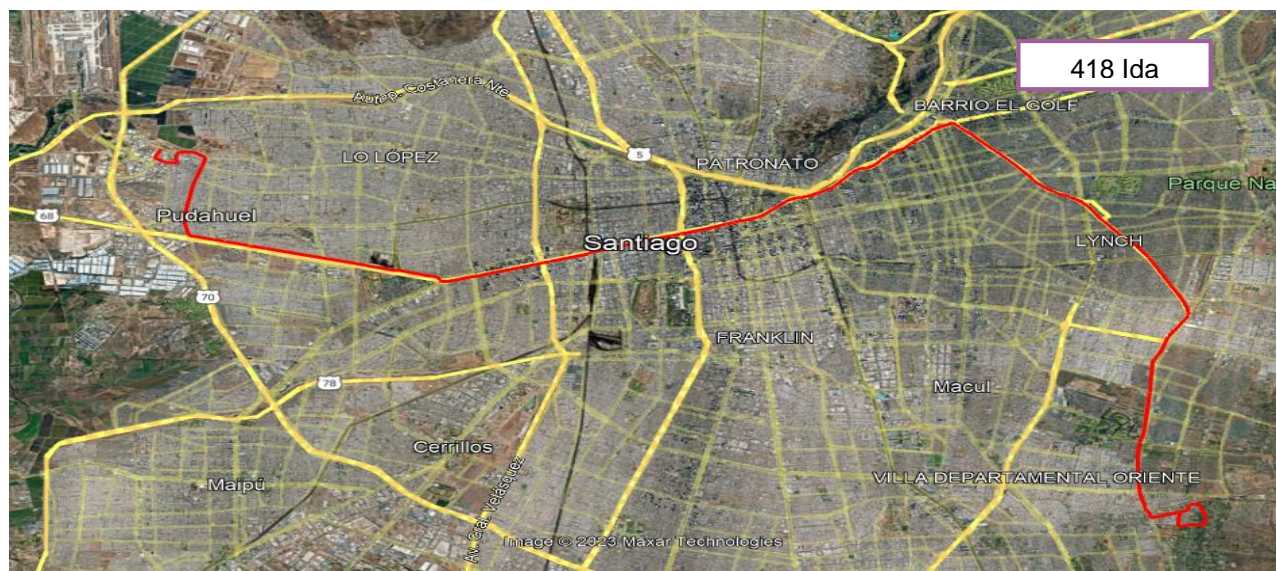 418 Ida
BARRIO EL GOLF
Autop. Costanera Nte.
LO LÓPEZ
5
PATRONATO
Parque Na
68
Pudahuel
Santiago
LYNCH
70
FRANKLIN
78
Macul
Cerrillos
Maipú
VILLA DEPARTAMENTAL ORIENTE
Av. Gral. Velásquez
Image © 2023 Maxar Technologies